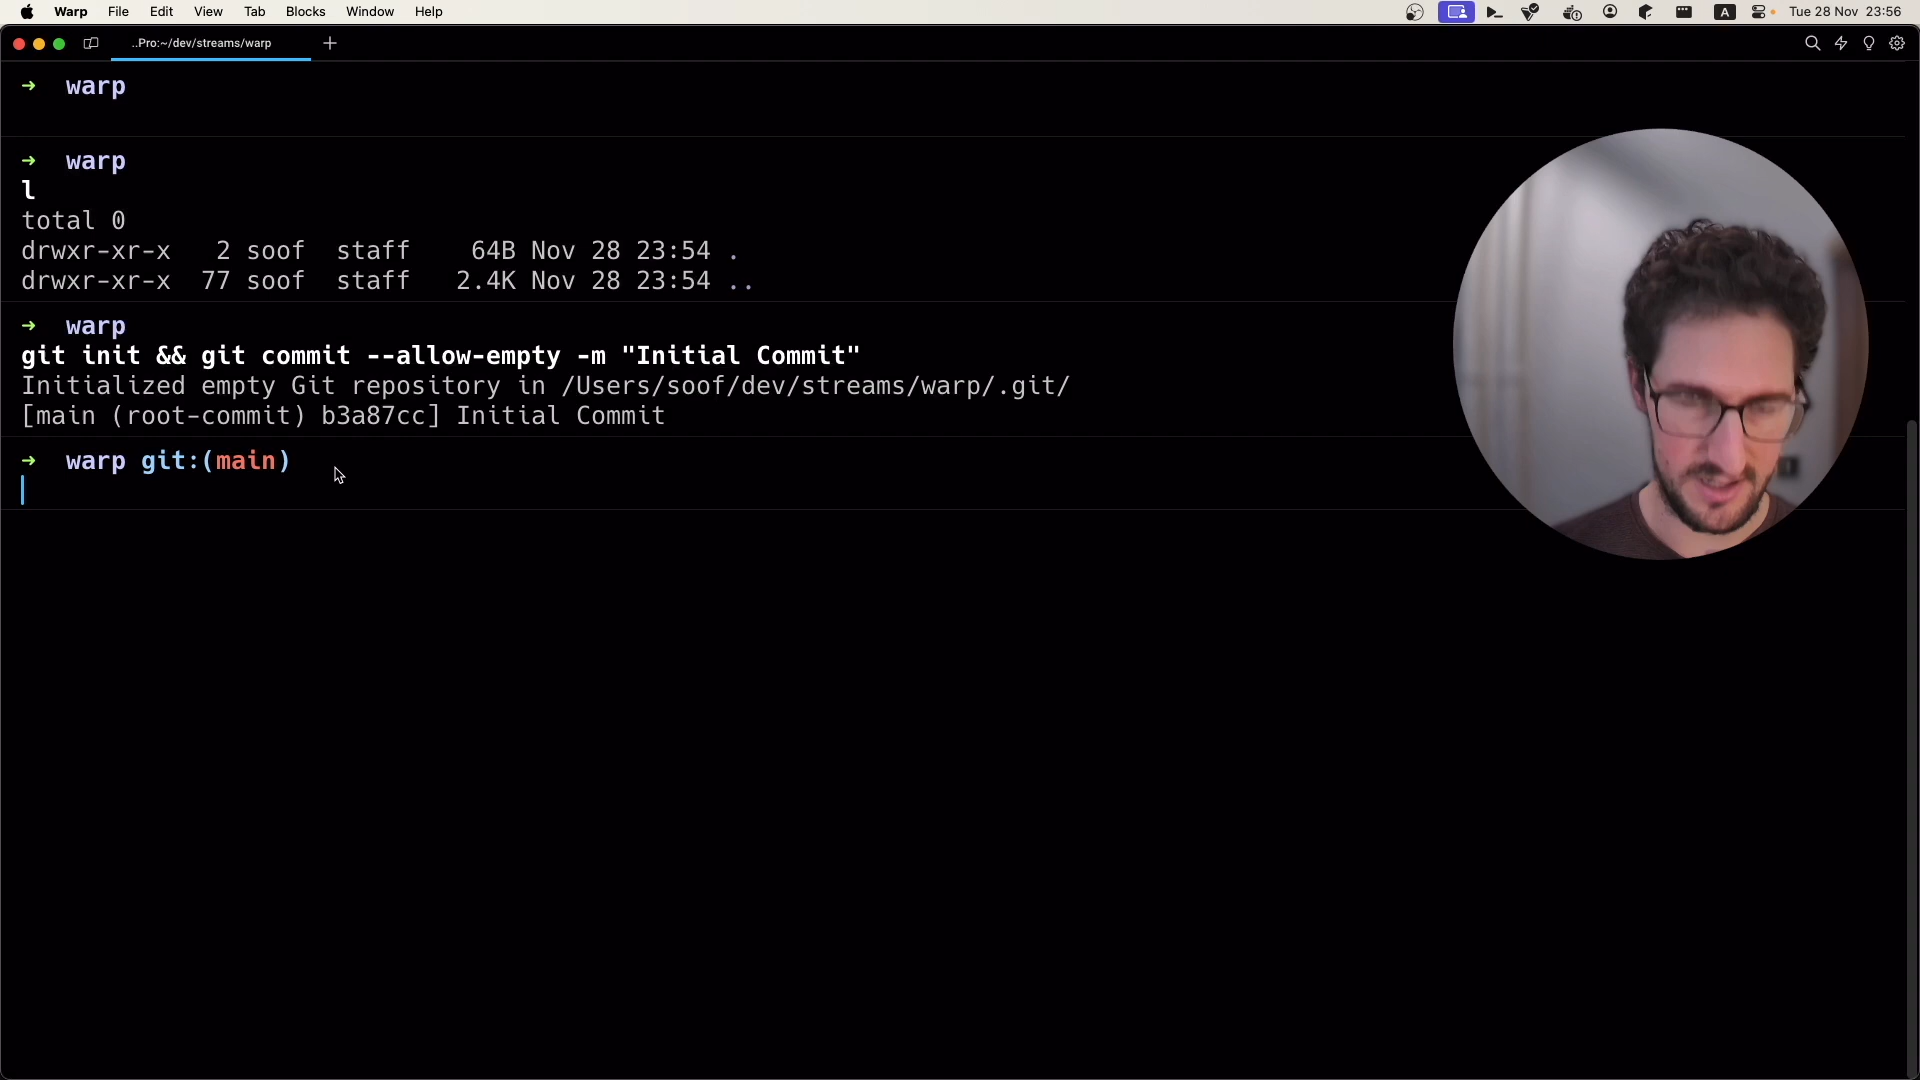 Warp File Edit View Tab Blocks Window Help A Tue 28 Nov 23:56
..Pro:~/dev/streams/warp
→ warp
→ warp
l
total 0
drwxr-xr-x 2 soof staff 64B Nov 28 23:54 .
drwxr-xr-x 77 soof staff 2.4K Nov 28 23:54 ..
→ warp
git init && git commit --allow-empty -m "Initial Commit"
Initialized empty Git repository in /Users/soof/dev/streams/warp/.git/
[main (root-commit) b3a87cc] Initial Commit
→ warp git:(main)